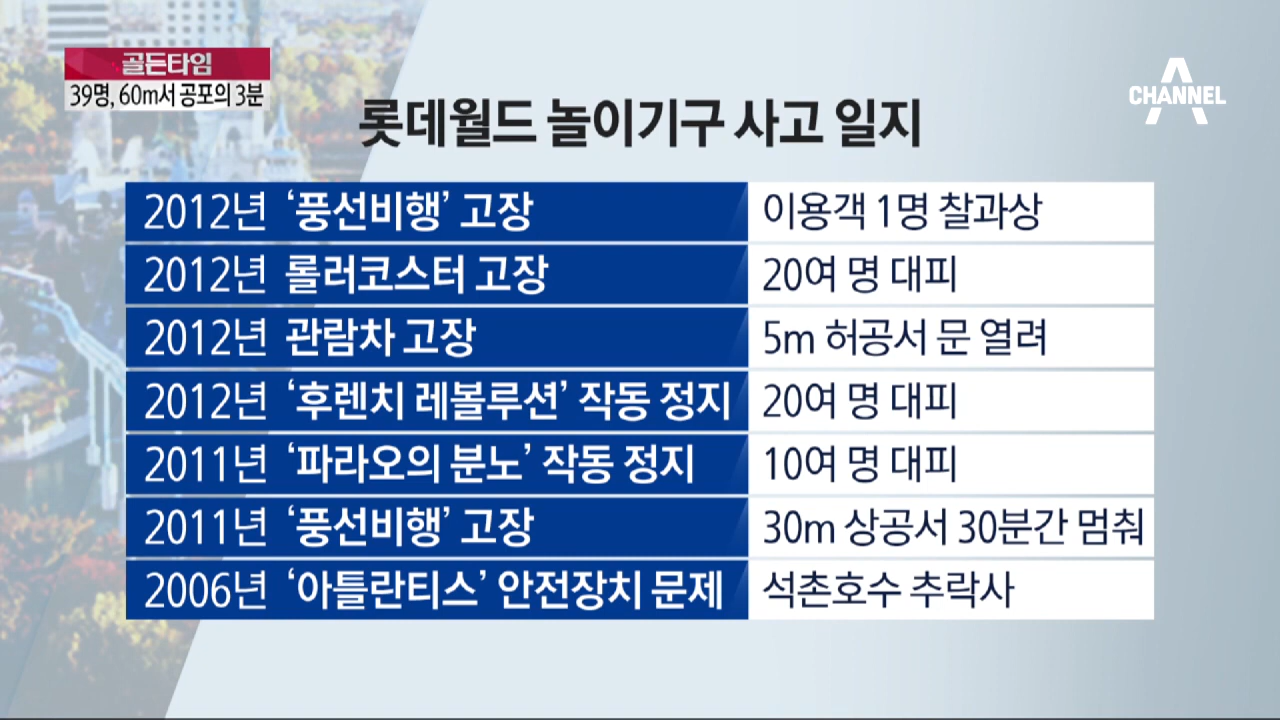 골든타임
39명, 60m서 공포의 3분
CHANNEL A
롯데월드 놀이기구 사고 일지
2012년 ‘풍선비행’ 고장 이용객 1명 찰과상
2012년 롤러코스터 고장 20여 명 대피
2012년 관람차 고장 5m 허공서 문 열려
2012년 ‘후렌치 레볼루션’ 작동 정지 20여 명 대피
2011년 ‘파라오의 분노’ 작동 정지 10여 명 대피
2011년 ‘풍선비행’ 고장 30m 상공서 30분간 멈춰
2006년 ‘아틀란티스’ 안전장치 문제 석촌호수 추락사